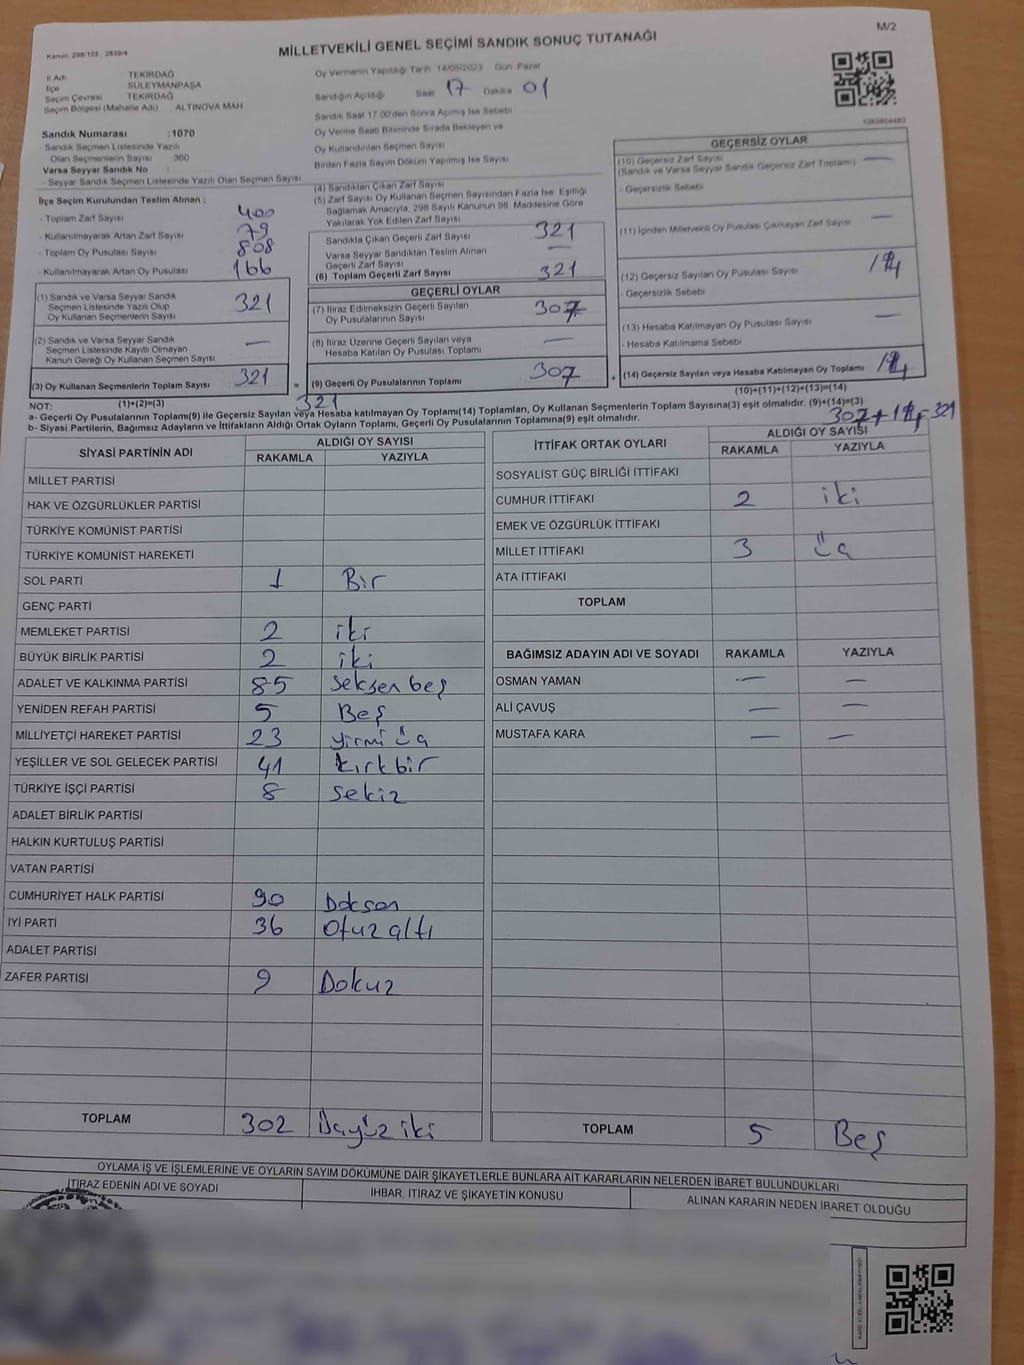 M/2
Kanun: 298/103 , 2839/4
MİLLETVEKİLİ GENEL SEÇİMİ SANDIK SONUÇ TUTANAĞI
İl Adı TEKİRDAĞ
İlçe SÜLEYMANPAŞA
Seçim Çevresi TEKİRDAĞ
Seçim Bölgesi (Mahalle Adı) ALTINOVA MAH
Sandık Numarası :1070
- Sandık Seçmen Listesinde Yazılı
Olan Seçmenlerin Sayısı 360
Varsa Seyyar Sandık No :
- Seyyar Sandık Seçmen Listesinde Yazılı Olan Seçmen Sayısı
Oy Vermenin Yapıldığı Tarih 14/05/2023 Gün Pazar
Sandığın Açıldığı Saat 17 Dakika 01
Sandık Saat 17.00'den Sonra Açılmış İse Sebebi
Oy Verme Saati Bitiminde Sırada Bekleyen ve
Oy Kullandırılan Seçmen Sayısı
Birden Fazla Sayım Döküm Yapılmış İse Sayısı
İlçe Seçim Kurulundan Teslim Alınan :
- Toplam Zarf Sayısı 400
- Kullanılmayarak Artan Zarf Sayısı 79
- Toplam Oy Pusulası Sayısı 808
- Kullanılmayarak Artan Oy Pusulası 166
(1) Sandık ve Varsa Seyyar Sandık
Seçmen Listesinde Yazılı Olup
Oy Kullanan Seçmenlerin Sayısı 321
(2) Sandık ve Varsa Seyyar Sandık
Seçmen Listesinde Kayıtlı Olmayan
Kanun Gereği Oy Kullanan Seçmen Sayısı —
(3) Oy Kullanan Seçmenlerin Toplam Sayısı 321 =
(1)+(2)=(3)
(4) Sandıktan Çıkan Zarf Sayısı
(5) Zarf Sayısı Oy Kullanan Seçmen Sayısından Fazla İse, Eşitliği
Sağlamak Amacıyla, 298 Sayılı Kanunun 98. Maddesine Göre
Yakılarak Yok Edilen Zarf Sayısı
Sandıkta Çıkan Geçerli Zarf Sayısı 321
Varsa Seyyar Sandıktan Teslim Alınan
Geçerli Zarf Sayısı —
(6) Toplam Geçerli Zarf Sayısı 321
GEÇERLİ OYLAR
(7) İtiraz Edilmeksizin Geçerli Sayılan
Oy Pusulalarının Sayısı 307
(8) İtiraz Üzerine Geçerli Sayılan veya
Hesaba Katılan Oy Pusulası Toplamı —
(9) Geçerli Oy Pusulalarının Toplamı 307 +
GEÇERSİZ OYLAR
(10) Geçersiz Zarf Sayısı —
(Sandık ve Varsa Seyyar Sandık Geçersiz Zarf Toplamı)
- Geçersizlik Sebebi
(11) İçinden Milletvekili Oy Pusulası Çıkmayan Zarf Sayısı —
(12) Geçersiz Sayılan Oy Pusulası Sayısı 14
- Geçersizlik Sebebi
(13) Hesaba Katılmayan Oy Pusulası Sayısı —
- Hesaba Katılmama Sebebi
(14) Geçersiz Sayılan veya Hesaba Katılmayan Oy Toplamı 14
(10)+(11)+(12)+(13)=(14)
NOT: 321
a- Geçerli Oy Pusulalarının Toplamı(9) ile Geçersiz Sayılan veya Hesaba katılmayan Oy Toplamı(14) Toplamları, Oy Kullanan Seçmenlerin Toplam Sayısına(3) eşit olmalıdır. (9)+(14)=(3)
307+14=321
b- Siyasi Partilerin, Bağımsız Adayların ve İttifakların Aldığı Ortak Oyların Toplamı, Geçerli Oy Pusulalarının Toplamına(9) eşit olmalıdır.
SİYASİ PARTİNİN ADI ALDIĞI OY SAYISI
RAKAMLA YAZIYLA
MİLLET PARTİSİ
HAK VE ÖZGÜRLÜKLER PARTİSİ
TÜRKİYE KOMÜNİST PARTİSİ
TÜRKİYE KOMÜNİST HAREKETİ
SOL PARTİ 1 Bir
GENÇ PARTİ
MEMLEKET PARTİSİ 2 iki
BÜYÜK BİRLİK PARTİSİ 2 iki
ADALET VE KALKINMA PARTİSİ 85 seksen beş
YENİDEN REFAH PARTİSİ 5 Beş
MİLLİYETÇİ HAREKET PARTİSİ 23 yirmi üç
YEŞİLLER VE SOL GELECEK PARTİSİ 41 kırkbir
TÜRKİYE İŞÇİ PARTİSİ 8 sekiz
ADALET BİRLİK PARTİSİ
HALKIN KURTULUŞ PARTİSİ
VATAN PARTİSİ
CUMHURİYET HALK PARTİSİ 90 Doksan
İYİ PARTİ 36 Otuz altı
ADALET PARTİSİ
ZAFER PARTİSİ 9 Dokuz
TOPLAM 302 Üçyüz iki
İTTİFAK ORTAK OYLARI ALDIĞI OY SAYISI
RAKAMLA YAZIYLA
SOSYALİST GÜÇ BİRLİĞİ İTTİFAKI
CUMHUR İTTİFAKI 2 iki
EMEK VE ÖZGÜRLÜK İTTİFAKI
MİLLET İTTİFAKI 3 üç
ATA İTTİFAKI
TOPLAM
BAĞIMSIZ ADAYIN ADI VE SOYADI RAKAMLA YAZIYLA
OSMAN YAMAN — —
ALİ ÇAVUŞ — —
MUSTAFA KARA — —
TOPLAM 5 Beş
OYLAMA İŞ VE İŞLEMLERİNE VE OYLARIN SAYIM DÖKÜMÜNE DAİR ŞİKAYETLERLE BUNLARA AİT KARARLARIN NELERDEN İBARET BULUNDUKLARI
İTİRAZ EDENİN ADI VE SOYADI İHBAR, İTİRAZ VE ŞİKAYETİN KONUSU ALINAN KARARIN NEDEN İBARET OLDUĞU